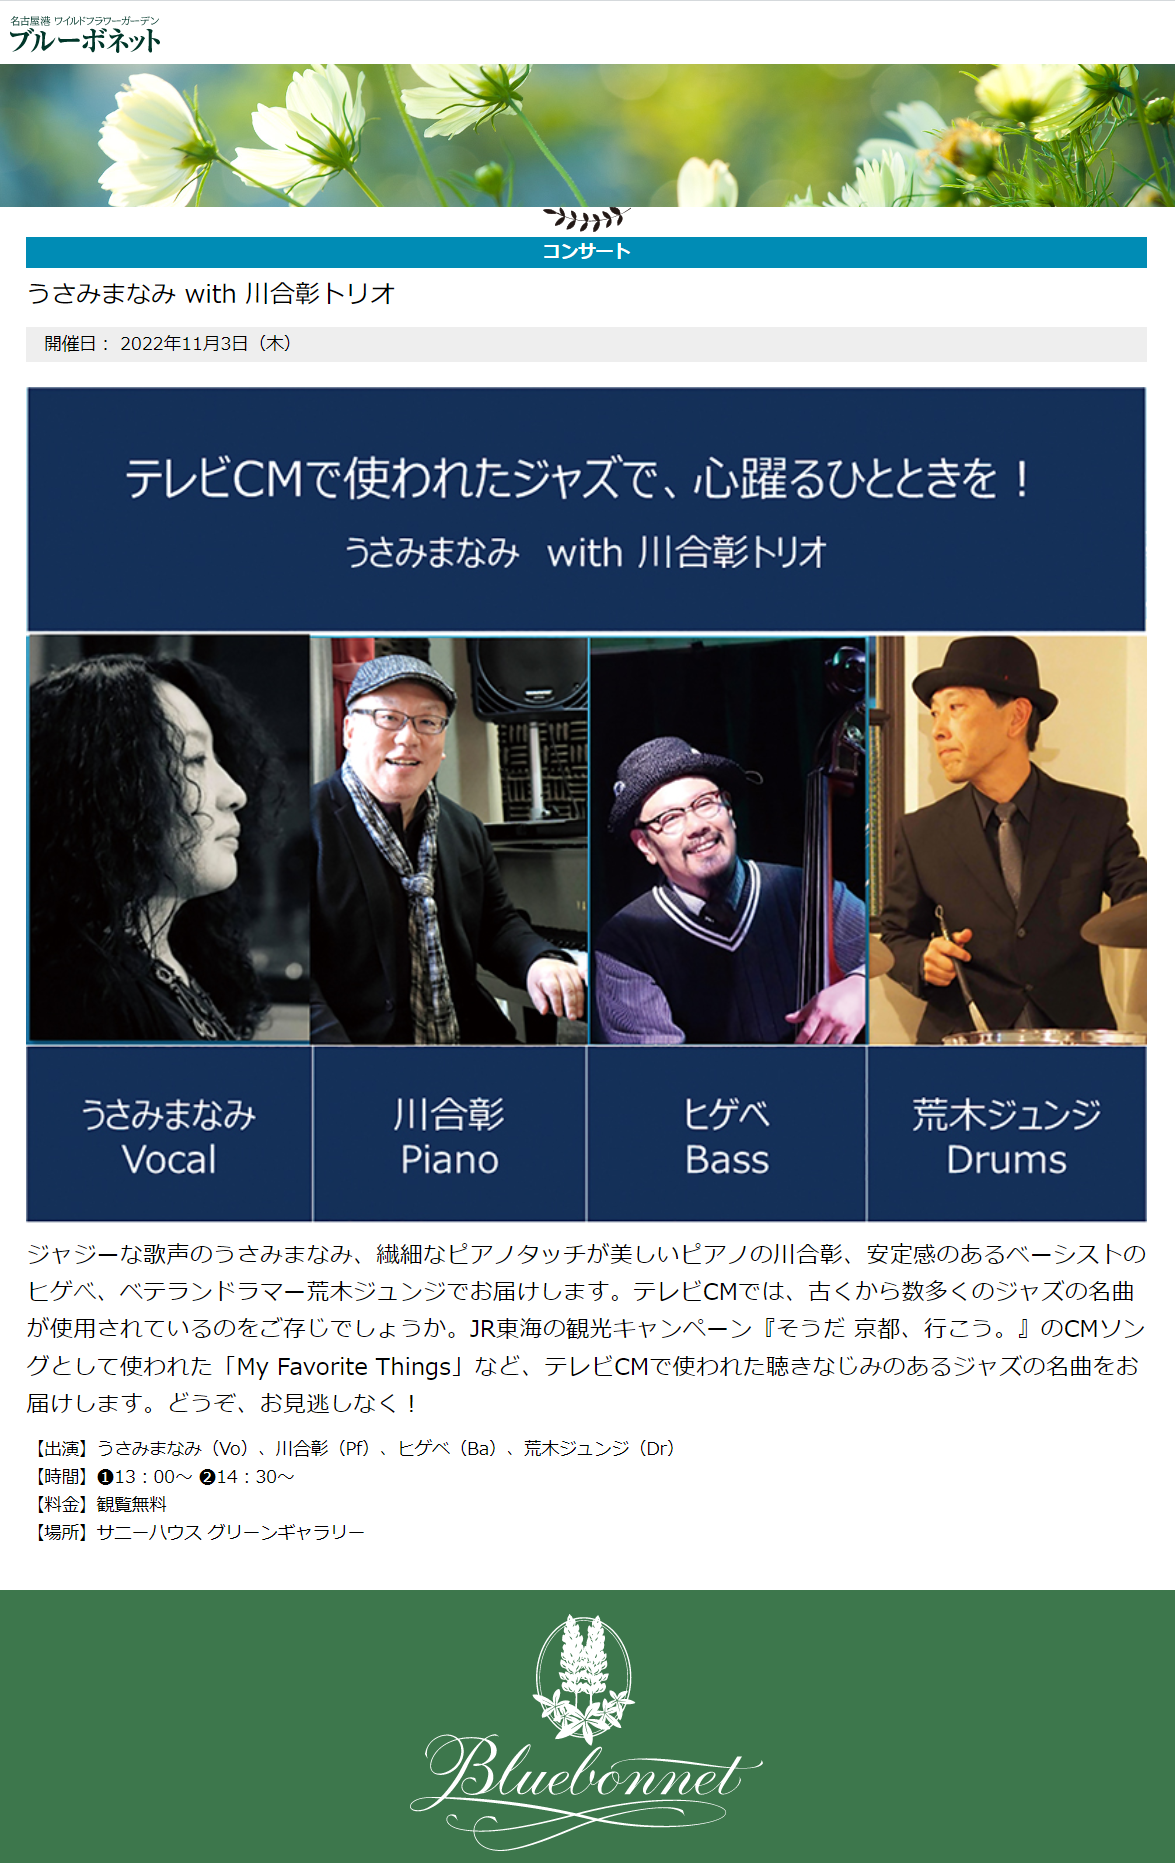 名古屋港 ワイルドフラワーガーデン
ブルーボネット
コンサート
うさみまなみ with 川合彰トリオ
開催日： 2022年11月3日（木）
テレビCMで使われたジャズで、心躍るひとときを！
うさみまなみ with 川合彰トリオ
うさみまなみ
Vocal
川合彰
Piano
ヒゲベ
Bass
荒木ジュンジ
Drums
ジャジーな歌声のうさみまなみ、繊細なピアノタッチが美しいピアノの川合彰、安定感のあるベーシストの
ヒゲベ、ベテランドラマー荒木ジュンジでお届けします。テレビCMでは、古くから数多くのジャズの名曲
が使用されているのをご存じでしょうか。JR東海の観光キャンペーン『そうだ 京都、行こう。』のCMソン
グとして使われた「My Favorite Things」など、テレビCMで使われた聴きなじみのあるジャズの名曲をお
届けします。どうぞ、お見逃しなく！
【出演】うさみまなみ（Vo）、川合彰（Pf）、ヒゲベ（Ba）、荒木ジュンジ（Dr）
【時間】❶13：00～ ❷14：30～
【料金】観覧無料
【場所】サニーハウス グリーンギャラリー
Bluebonnet